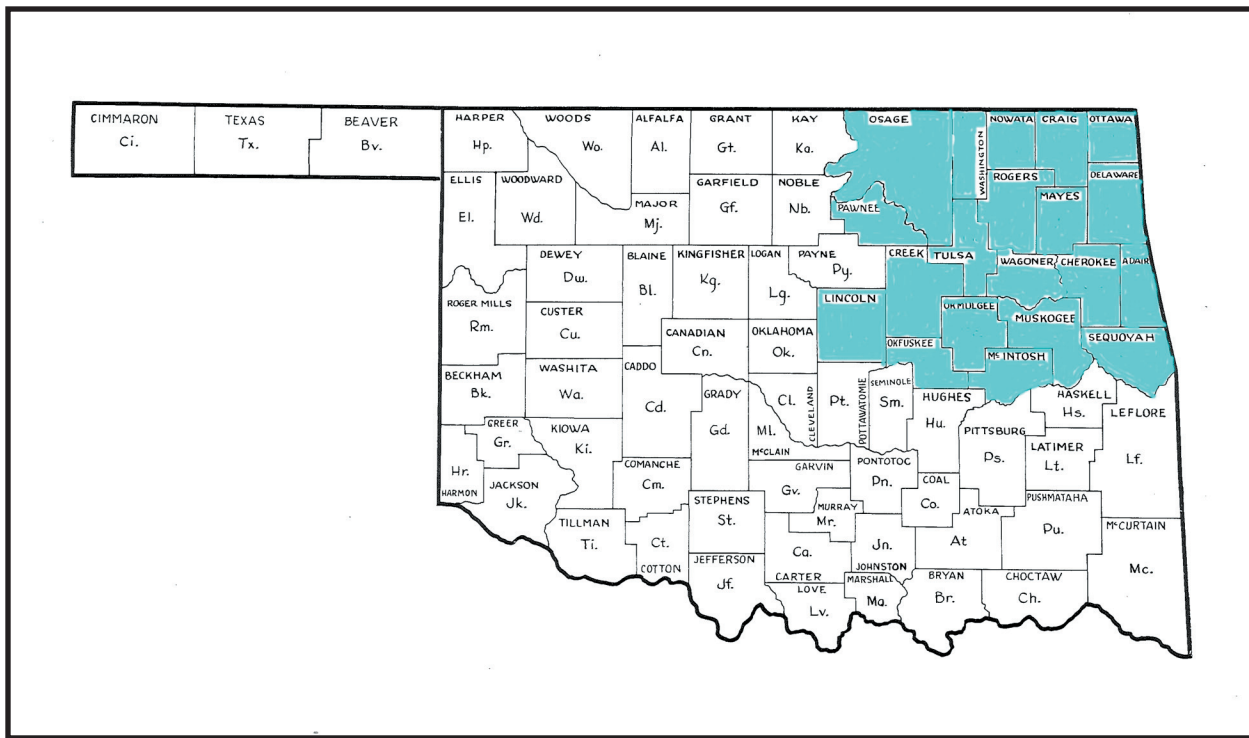 CIMMARON
Ci.
TEXAS
Tx.
BEAVER
Bv.
HARPER
Hp.
WOODS
Wo.
ALFALFA
Al.
GRANT
Gt.
KAY
Ka.
OSAGE
WASHINGTON
NOWATA
CRAIG
OTTAWA
ELLIS
El.
WOODWARD
Wd.
MAJOR
Mj.
GARFIELD
Gf.
NOBLE
Nb.
PAWNEE
ROGERS
MAYES
DELAWARE
DEWEY
Dw.
BLAINE
Bl.
KINGFISHER
Kg.
LOGAN
Lg.
PAYNE
Py.
CREEK
TULSA
WAGONER
CHEROKEE
ADAIR
ROGER MILLS
Rm.
CUSTER
Cu.
CANADIAN
Cn.
OKLAHOMA
Ok.
LINCOLN
OKMULGEE
MUSKOGEE
SEQUOYAH
OKFUSKEE
McINTOSH
BECKHAM
Bk.
WASHITA
Wa.
CADDO
Cd.
GRADY
Gd.
Cl.
CLEVELAND
Ml.
McCLAIN
Pt.
POTTAWATOMIE
SEMINOLE
Sm.
HUGHES
Hu.
HASKELL
Hs.
LEFLORE
Lf.
PITTSBURG
Ps.
LATIMER
Lt.
GREER
Gr.
Hr.
HARMON
JACKSON
Jk.
KIOWA
Ki.
COMANCHE
Cm.
STEPHENS
St.
GARVIN
Gv.
PONTOTOC
Pn.
COAL
Co.
MURRAY
Mr.
ATOKA
At
PUSHMATAHA
Pu.
McCURTAIN
Mc.
TILLMAN
Ti.
Ct.
COTTON
JEFFERSON
Jf.
Ca.
CARTER
Jn.
JOHNSTON
LOVE
Lv.
MARSHALL
Ma.
BRYAN
Br.
CHOCTAW
Ch.